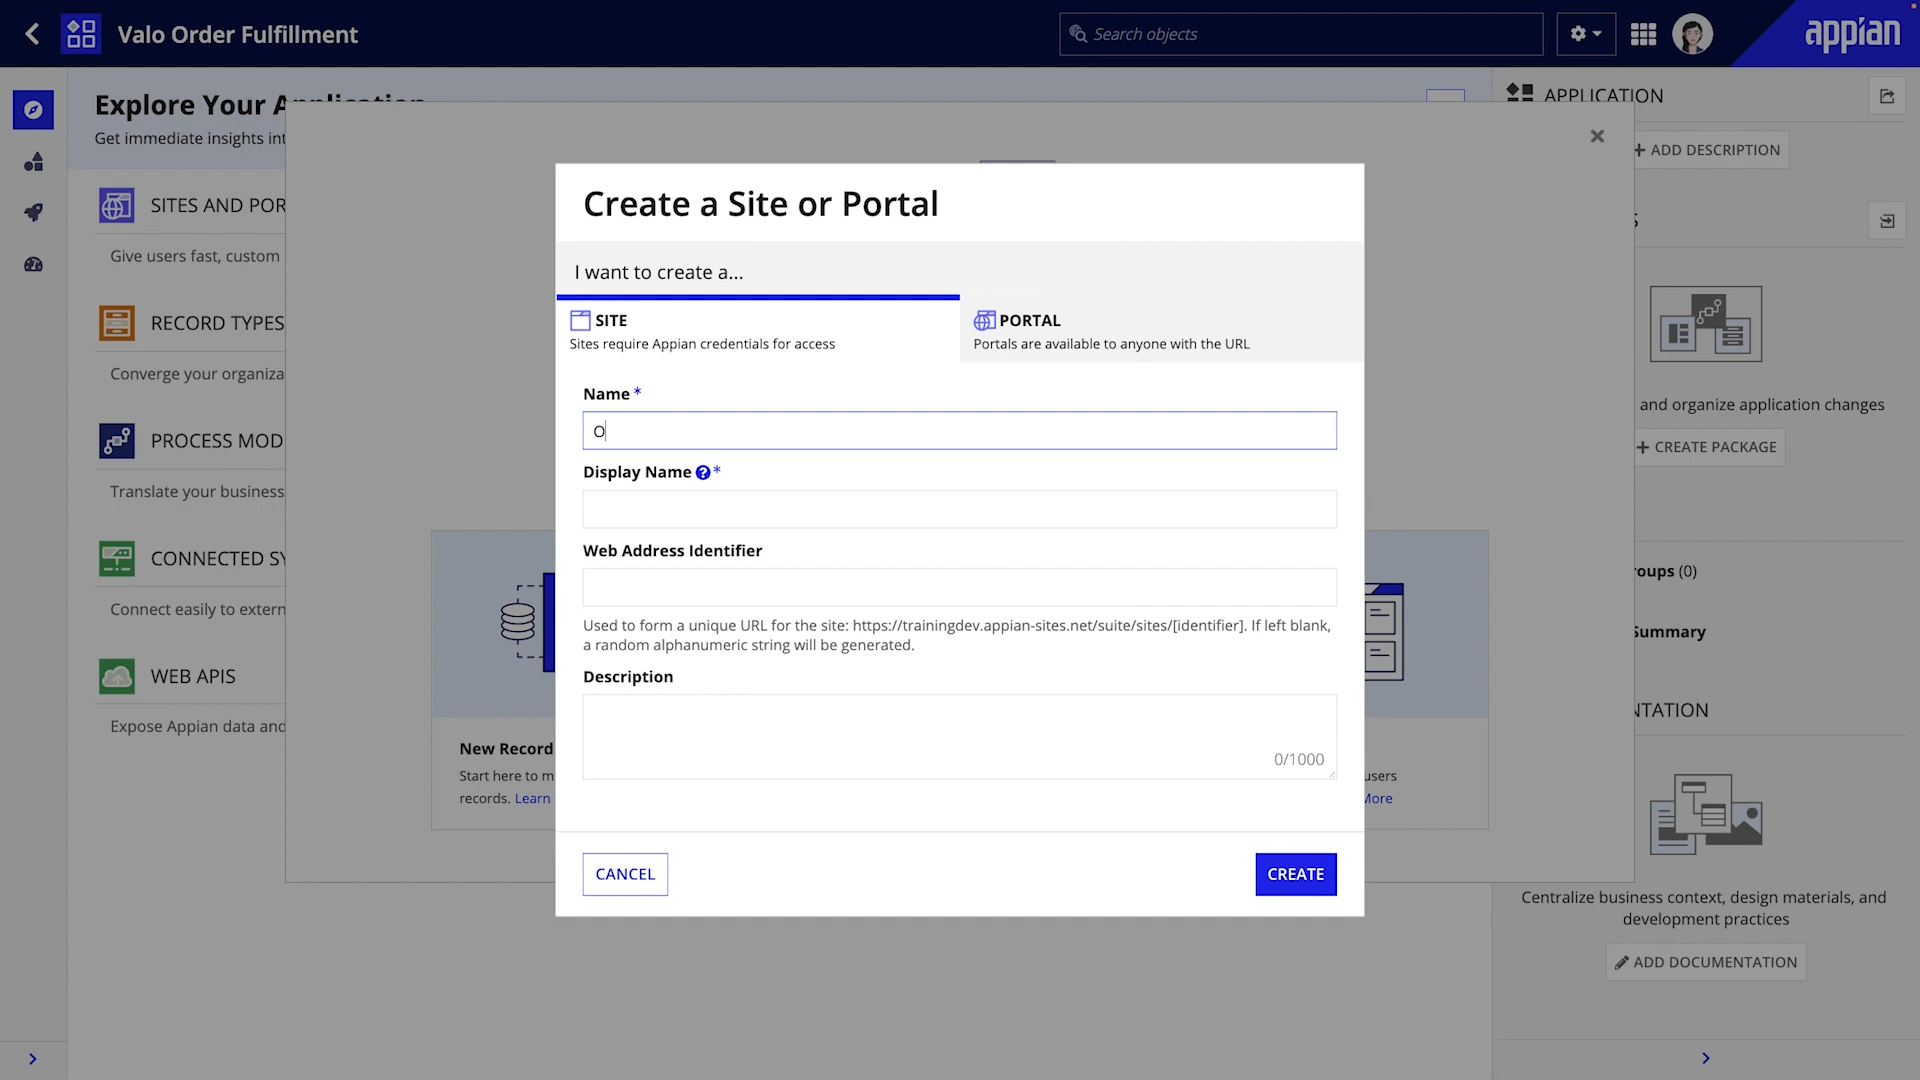 Valo Order Fulfillment
Search objects
appian
Explore Your Application
Get immediate insights int
SITES AND POR
Give users fast, custom
RECORD TYPES
Converge your organiza
PROCESS MOD
Translate your business
CONNECTED SY
Connect easily to extern
WEB APIS
Expose Appian data and
New Record
Start here to m
records. Learn
Create a Site or Portal
I want to create a...
SITE
Sites require Appian credentials for access
PORTAL
Portals are available to anyone with the URL
Name *
O
Display Name ? *
Web Address Identifier
Used to form a unique URL for the site: https://trainingdev.appian-sites.net/suite/sites/[identifier]. If left blank,
a random alphanumeric string will be generated.
Description
0/1000
CANCEL
CREATE
users
More
APPLICATION
+ ADD DESCRIPTION
S
and organize application changes
+ CREATE PACKAGE
roups (0)
Summary
NTATION
Centralize business context, design materials, and
development practices
ADD DOCUMENTATION